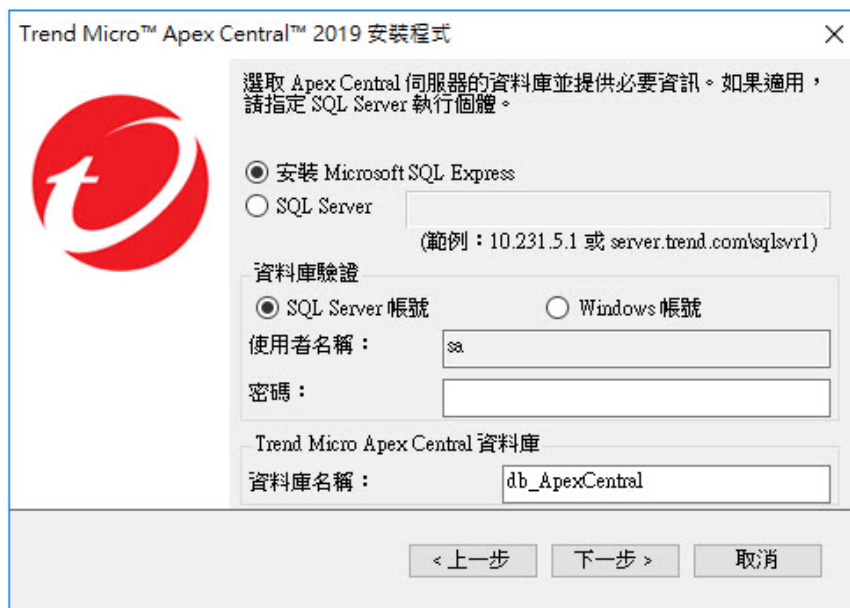 Trend Micro™ Apex Central™ 2019 安裝程式
選取 Apex Central 伺服器的資料庫並提供必要資訊。如果適用，
請指定 SQL Server 執行個體。
安裝 Microsoft SQL Express
SQL Server
(範例：10.231.5.1 或 server.trend.com\sqlsvr1)
資料庫驗證
SQL Server 帳號 Windows 帳號
使用者名稱： sa
密碼：
Trend Micro Apex Central 資料庫
資料庫名稱： db_ApexCentral
<上一步 下一步> 取消